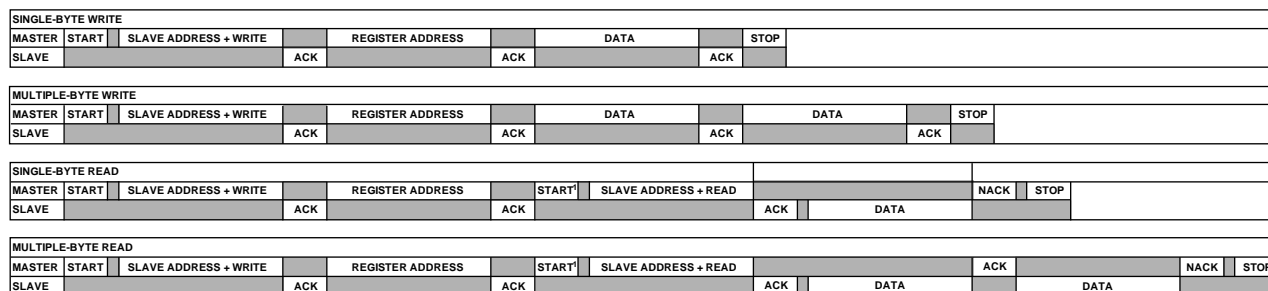 SINGLE-BYTE WRITE
MASTER START SLAVE ADDRESS + WRITE REGISTER ADDRESS DATA STOP
SLAVE ACK ACK ACK
MULTIPLE-BYTE WRITE
MASTER START SLAVE ADDRESS + WRITE REGISTER ADDRESS DATA DATA STOP
SLAVE ACK ACK ACK ACK
SINGLE-BYTE READ
MASTER START SLAVE ADDRESS + WRITE REGISTER ADDRESS START¹ SLAVE ADDRESS + READ NACK STOP
SLAVE ACK ACK ACK DATA
MULTIPLE-BYTE READ
MASTER START SLAVE ADDRESS + WRITE REGISTER ADDRESS START¹ SLAVE ADDRESS + READ ACK NACK STOP
SLAVE ACK ACK ACK DATA DATA